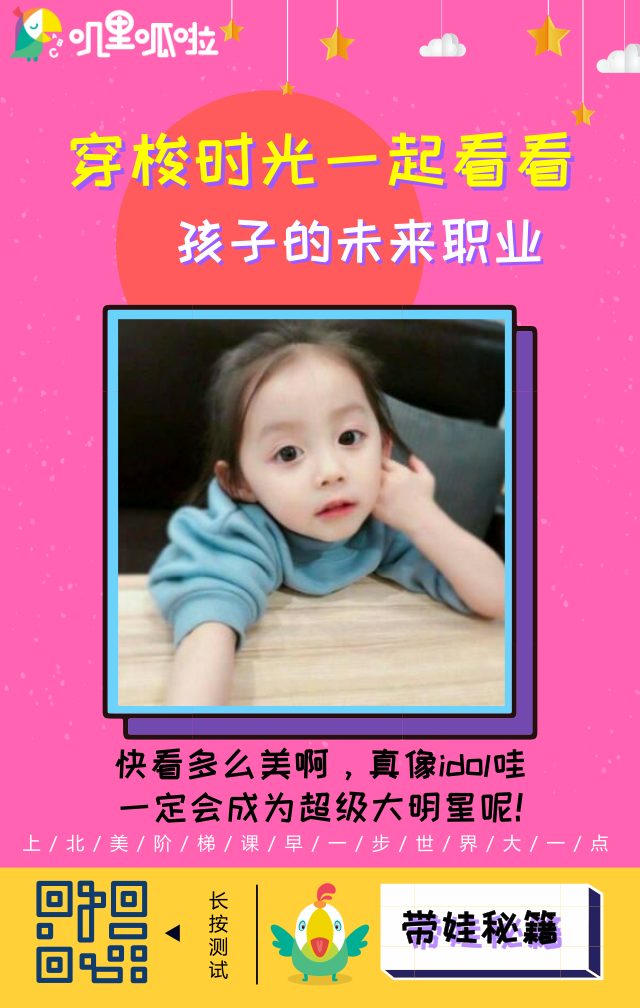 叽里呱啦
ABC
穿梭时光一起看看
孩子的未来职业
快看多么美啊，真像idol哇
一定会成为超级大明星呢!
上/北/美/阶/梯/课/早/一/步/世/界/大/一/点
长按测试
带娃秘籍